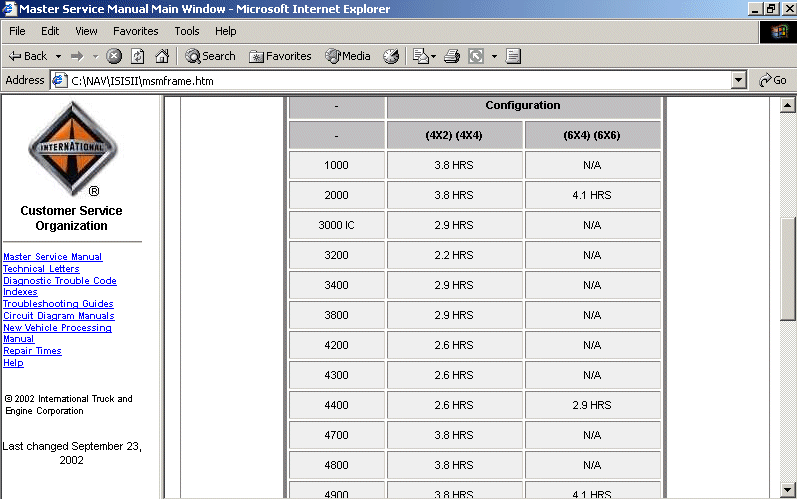 Master Service Manual Main Window - Microsoft Internet Explorer
File Edit View Favorites Tools Help
Back Search Favorites Media
Address C:\NAV\ISISII\msmframe.htm Go
INTERNATIONAL
®
Customer Service
Organization
Master Service Manual
Technical Letters
Diagnostic Trouble Code
Indexes
Troubleshooting Guides
Circuit Diagram Manuals
New Vehicle Processing
Manual
Repair Times
Help
© 2002 International Truck and
Engine Corporation
Last changed September 23,
2002
- Configuration
- (4X2) (4X4) (6X4) (6X6)
1000 3.8 HRS N/A
2000 3.8 HRS 4.1 HRS
3000 IC 2.9 HRS N/A
3200 2.2 HRS N/A
3400 2.9 HRS N/A
3800 2.9 HRS N/A
4200 2.6 HRS N/A
4300 2.6 HRS N/A
4400 2.6 HRS 2.9 HRS
4700 3.8 HRS N/A
4800 3.8 HRS N/A
4900 3.8 HRS 4.1 HRS